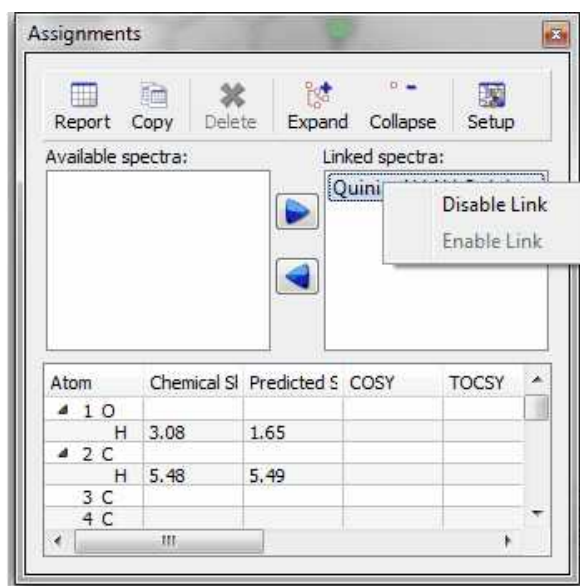 Assignments
Report Copy Delete Expand Collapse Setup
Available spectra: Linked spectra:
Disable Link
Enable Link
Atom Chemical Predicted COSY TOCSY
1 O
H 3.08 1.65
2 C
H 5.48 5.49
3 C
4 C